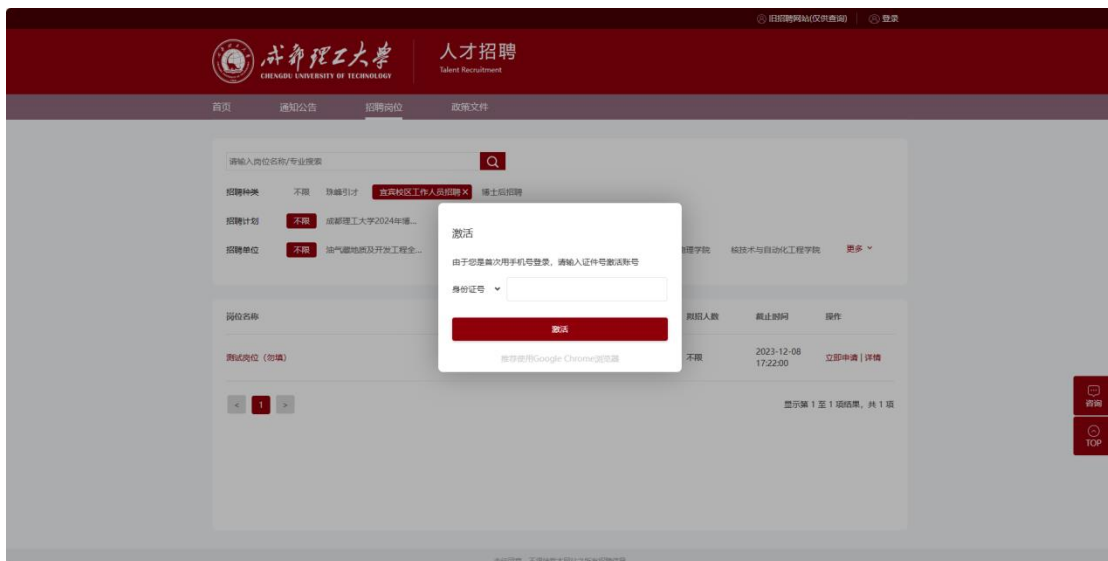 旧招聘网站(仅供查询) 登录
成都理工大学 人才招聘
CHENGDU UNIVERSITY OF TECHNOLOGY Talent Recruitment
首页 通知公告 招聘岗位 政策文件
请输入岗位名称/专业搜索
招聘种类 不限 珠峰引才 宜宾校区工作人员招聘 X 博士后招聘
招聘计划 不限 成都理工大学2024年博...
招聘单位 不限 油气藏地质及开发工程全... 物理学院 核技术与自动化工程学院 更多
激活
由于您是首次用手机号登录，请输入证件号激活账号
身份证号
激活
推荐使用Google Chrome浏览器
岗位名称 拟招人数 截止时间 操作
测试岗位（勿填） 不限 2023-12-08 17:22:00 立即申请 | 详情
< 1 > 显示第 1 至 1 项结果，共 1 项
咨询
TOP